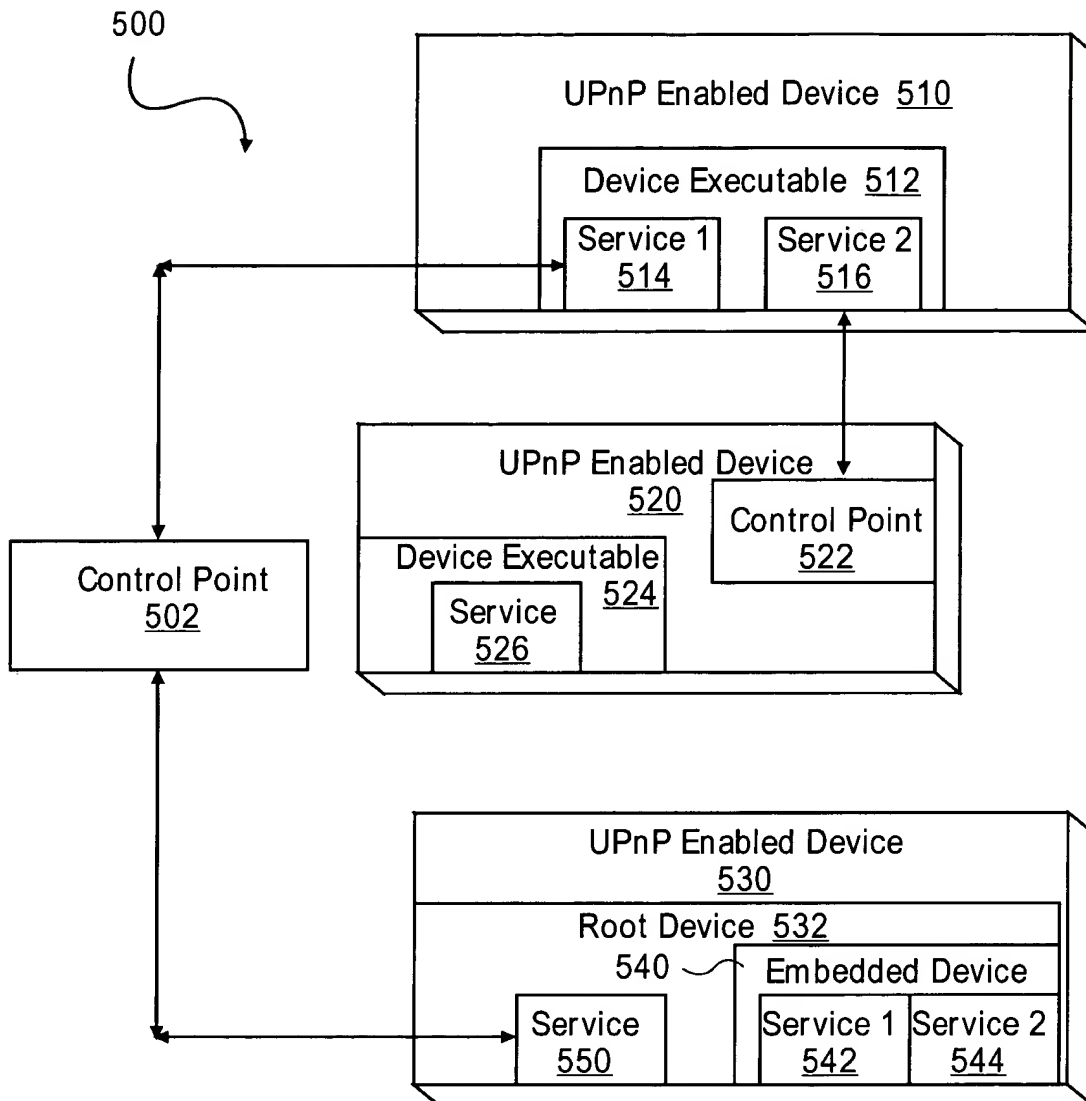 500
UPnP Enabled Device 510
Device Executable 512
Service 1
514
Service 2
516
UPnP Enabled Device
520
Control Point
522
Device Executable
524
Service
526
Control Point
502
UPnP Enabled Device
530
Root Device 532
540
Embedded Device
Service
550
Service 1
542
Service 2
544